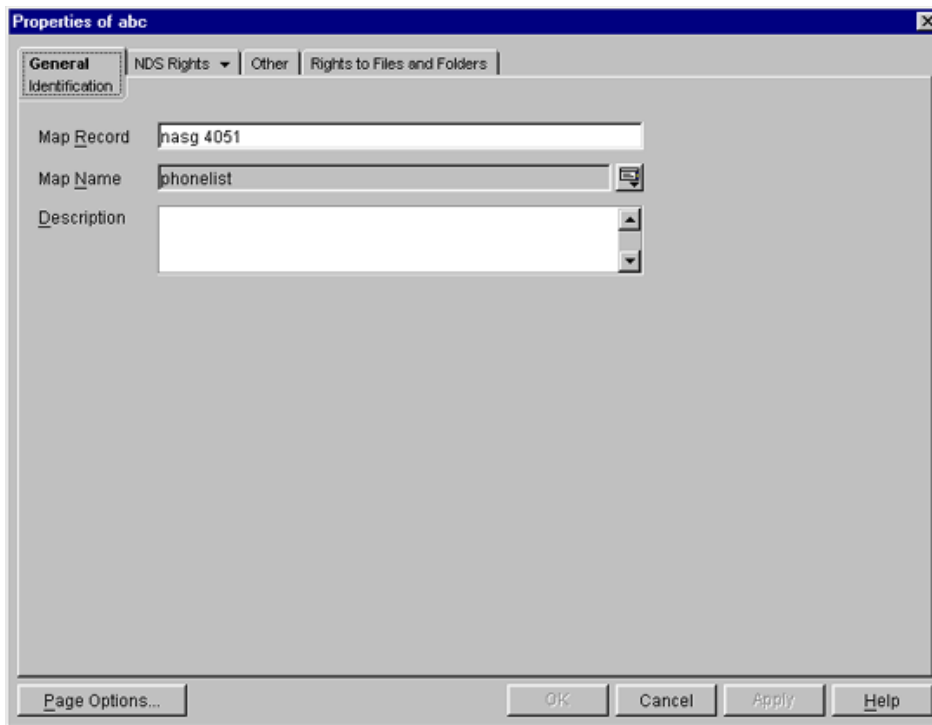 Properties of abc
General NDS Rights Other Rights to Files and Folders
Identification
Map Record nasg 4051
Map Name phonelist
Description
Page Options... OK Cancel Apply Help